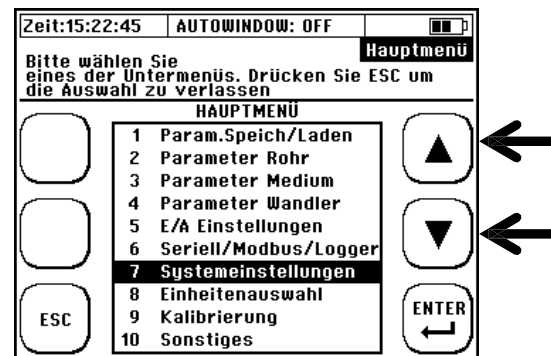 Zeit:15:22:45 AUTOWINDOW: OFF
Hauptmenü
Bitte wählen Sie
eines der Untermenüs. Drücken Sie ESC um
die Auswahl zu verlassen
HAUPTMENÜ
1 Param.Speich/Laden
2 Parameter Rohr
3 Parameter Medium
4 Parameter Wandler
5 E/A Einstellungen
6 Seriell/Modbus/Logger
7 Systemeinstellungen
8 Einheitenauswahl
9 Kalibrierung
10 Sonstiges
ESC
ENTER